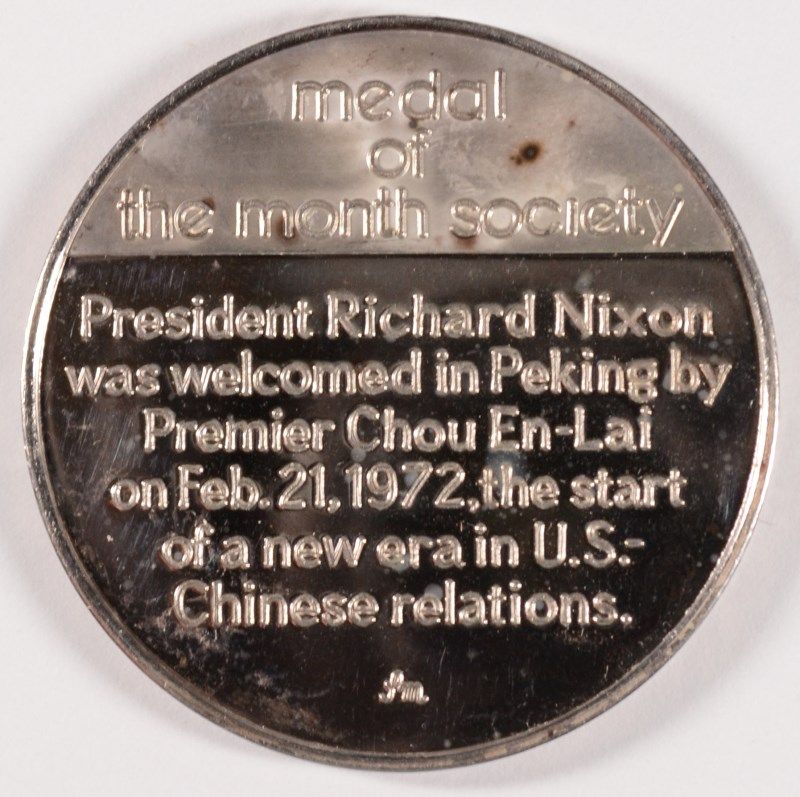 medal
of
the month society
President Richard Nixon
was welcomed in Peking by
Premier Chou En-Lai
on Feb. 21, 1972, the start
of a new era in U.S.-
Chinese relations.
fm